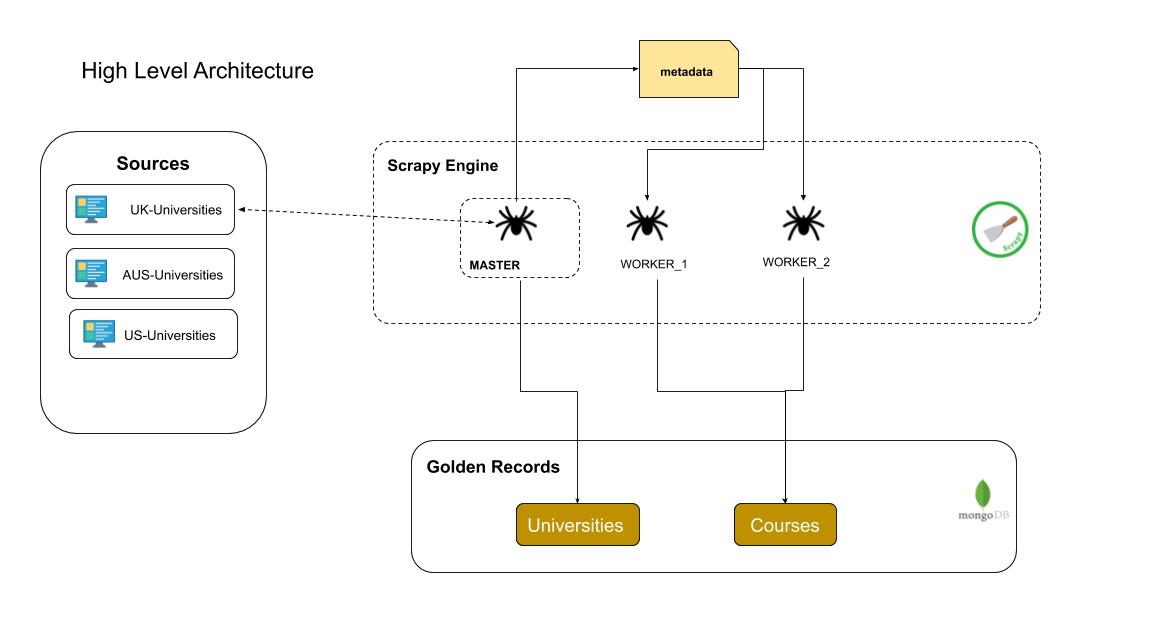 High Level Architecture
metadata
Sources
UK-Universities
AUS-Universities
US-Universities
Scrapy Engine
MASTER
WORKER_1
WORKER_2
Scrapy
Golden Records
Universities
Courses
mongoDB